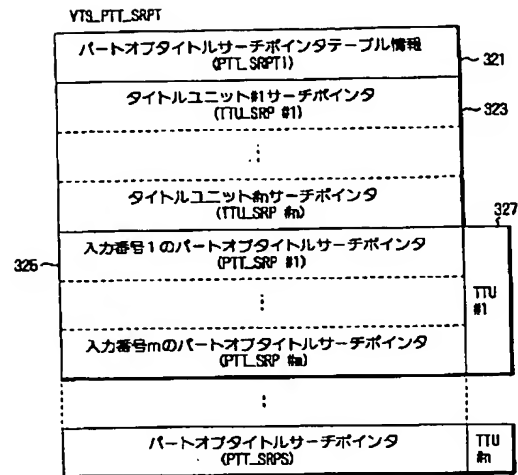 VTS_PTT_SRPT
パートオブタイトルサーチポインタテーブル情報
(PTT_SRPTI)
321
タイトルユニット#1サーチポインタ
(TTU_SRP #1)
323
タイトルユニット#nサーチポインタ
(TTU_SRP #n)
327
325
入力番号1のパートオブタイトルサーチポインタ
(PTT_SRP #1)
TTU
#1
入力番号mのパートオブタイトルサーチポインタ
(PTT_SRP #m)
パートオブタイトルサーチポインタ
(PTT_SRPS)
TTU
#n